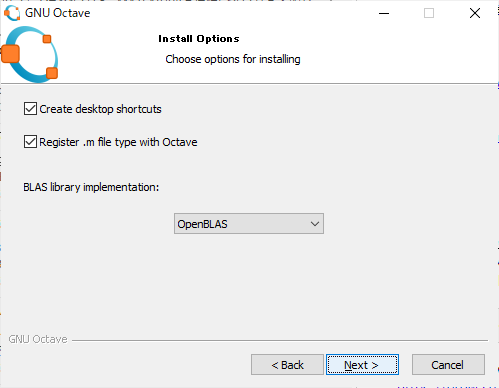 GNU Octave
Install Options
Choose options for installing
Create desktop shortcuts
Register .m file type with Octave
BLAS library implementation:
OpenBLAS
GNU Octave
< Back
Next >
Cancel